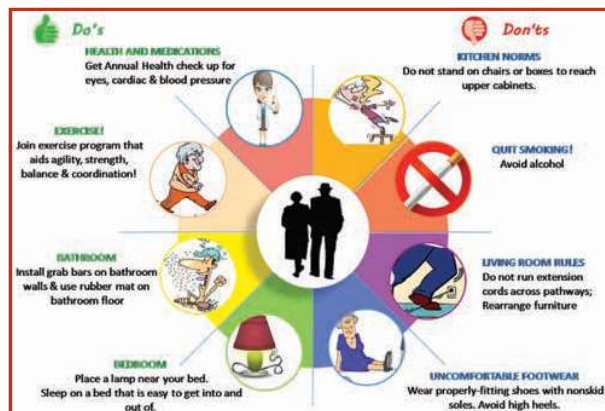 Do's
HEALTH AND MEDICATIONS
Get Annual Health check up for
eyes, cardiac & blood pressure
EXERCISE!
Join exercise program that
aids agility, strength,
balance & coordination!
BATHROOM
Install grab bars on bathroom
walls & use rubber mat on
bathroom floor
BEDROOM
Place a lamp near your bed.
Sleep on a bed that is easy to get into and
out of.
Don'ts
KITCHEN NORMS
Do not stand on chairs or boxes to reach
upper cabinets.
QUIT SMOKING!
Avoid alcohol
LIVING ROOM RULES
Do not run extension
cords across pathways;
Rearrange furniture
UNCOMFORTABLE FOOTWEAR
Wear properly-fitting shoes with nonskid
soles. Avoid high heels.